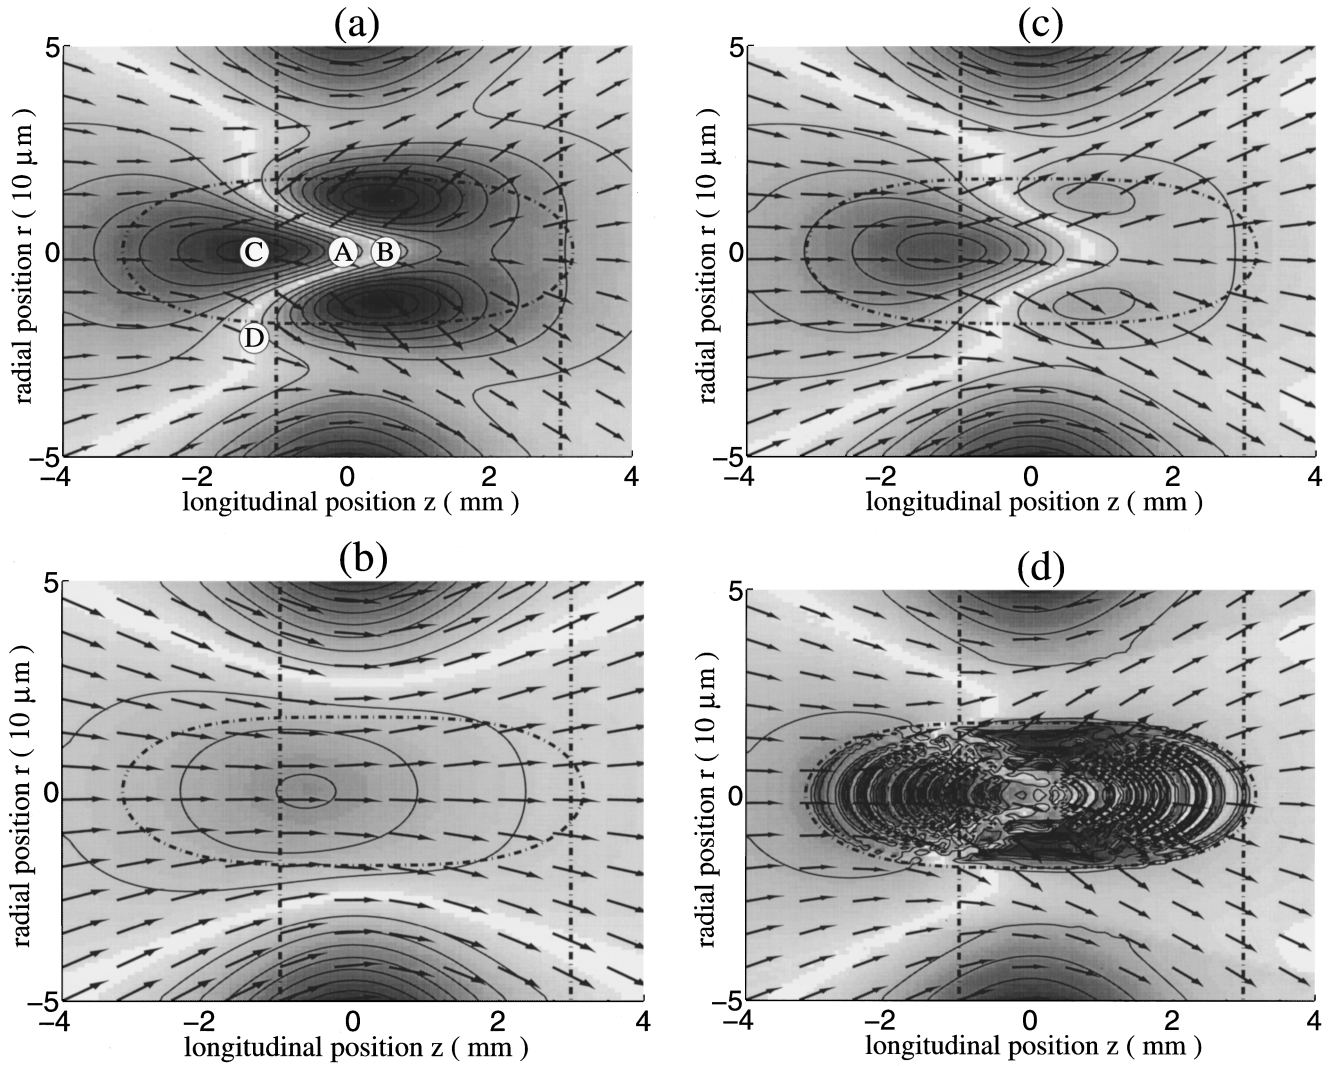 (a)
5
0
−5
radial position r ( 10 μm )
C
A
B
D
−4 −2 0 2 4
longitudinal position z ( mm )
(c)
5
0
−5
radial position r ( 10 μm )
−4 −2 0 2 4
longitudinal position z ( mm )
(b)
5
0
−5
radial position r ( 10 μm )
−4 −2 0 2 4
longitudinal position z ( mm )
(d)
5
0
−5
radial position r ( 10 μm )
−4 −2 0 2 4
longitudinal position z ( mm )